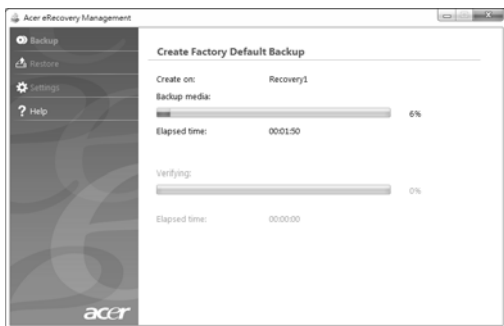 Acer eRecovery Management
Backup
Restore
Settings
? Help
Create Factory Default Backup
Create on: Recovery1
Backup media:
6%
Elapsed time: 00:01:50
Verifying:
0%
Elapsed time: 00:00:00
acer